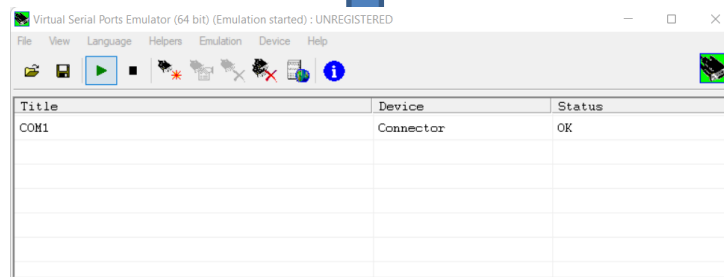 Virtual Serial Ports Emulator (64 bit) (Emulation started) : UNREGISTERED
File View Language Helpers Emulation Device Help
Title Device Status
COM1 Connector OK